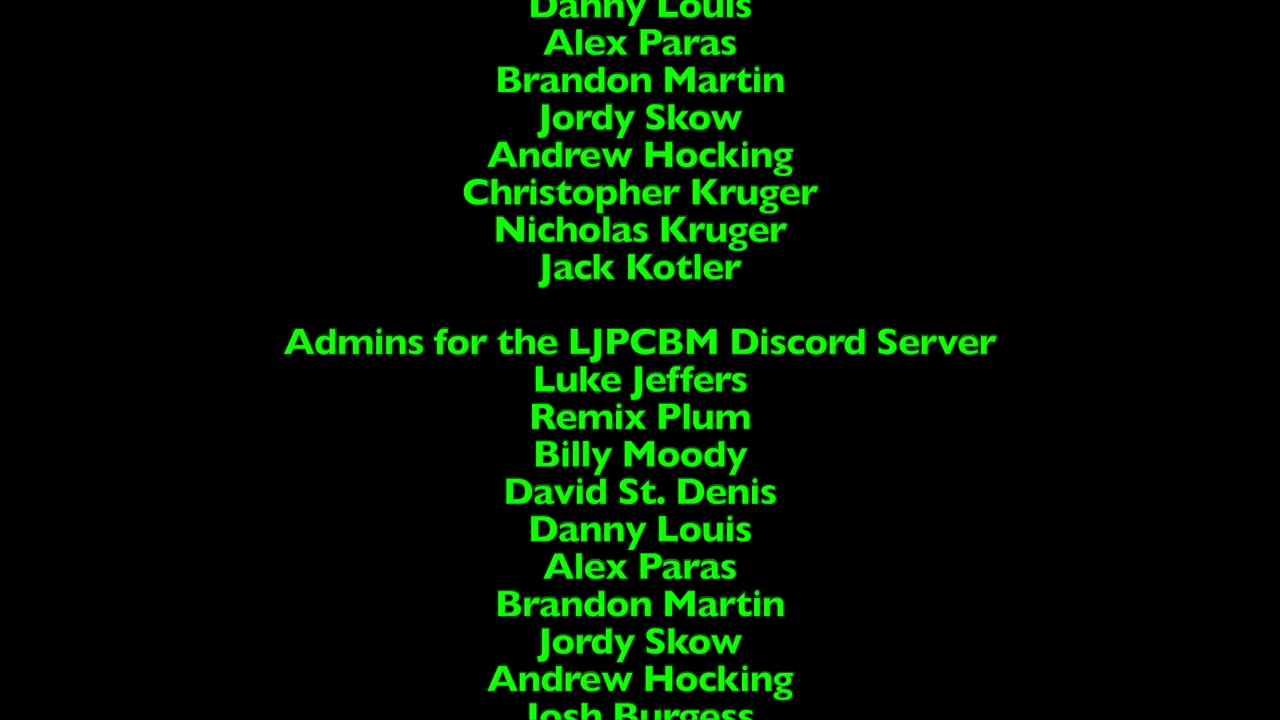 Danny Louis
Alex Paras
Brandon Martin
Jordy Skow
Andrew Hocking
Christopher Kruger
Nicholas Kruger
Jack Kotler
Admins for the LJPCBM Discord Server
Luke Jeffers
Remix Plum
Billy Moody
David St. Denis
Danny Louis
Alex Paras
Brandon Martin
Jordy Skow
Andrew Hocking
Josh Burgess